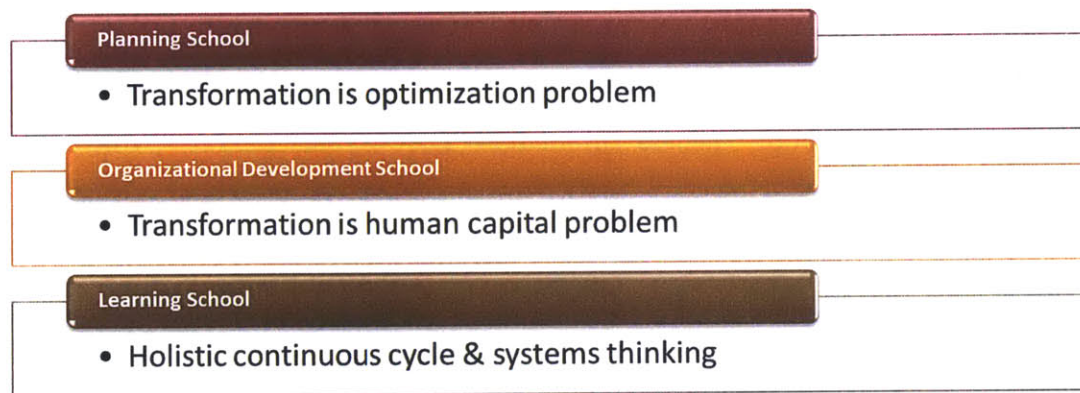 Planning School
• Transformation is optimization problem
Organizational Development School
• Transformation is human capital problem
Learning School
• Holistic continuous cycle & systems thinking